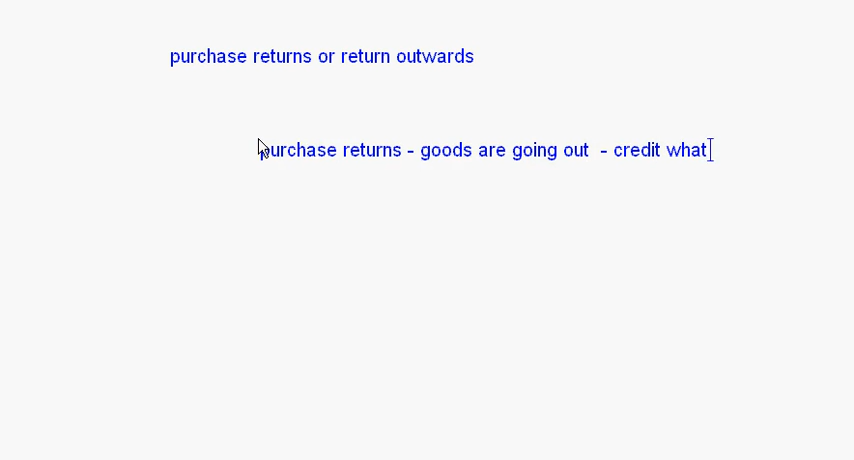 purchase returns or return outwards
purchase returns - goods are going out - credit what